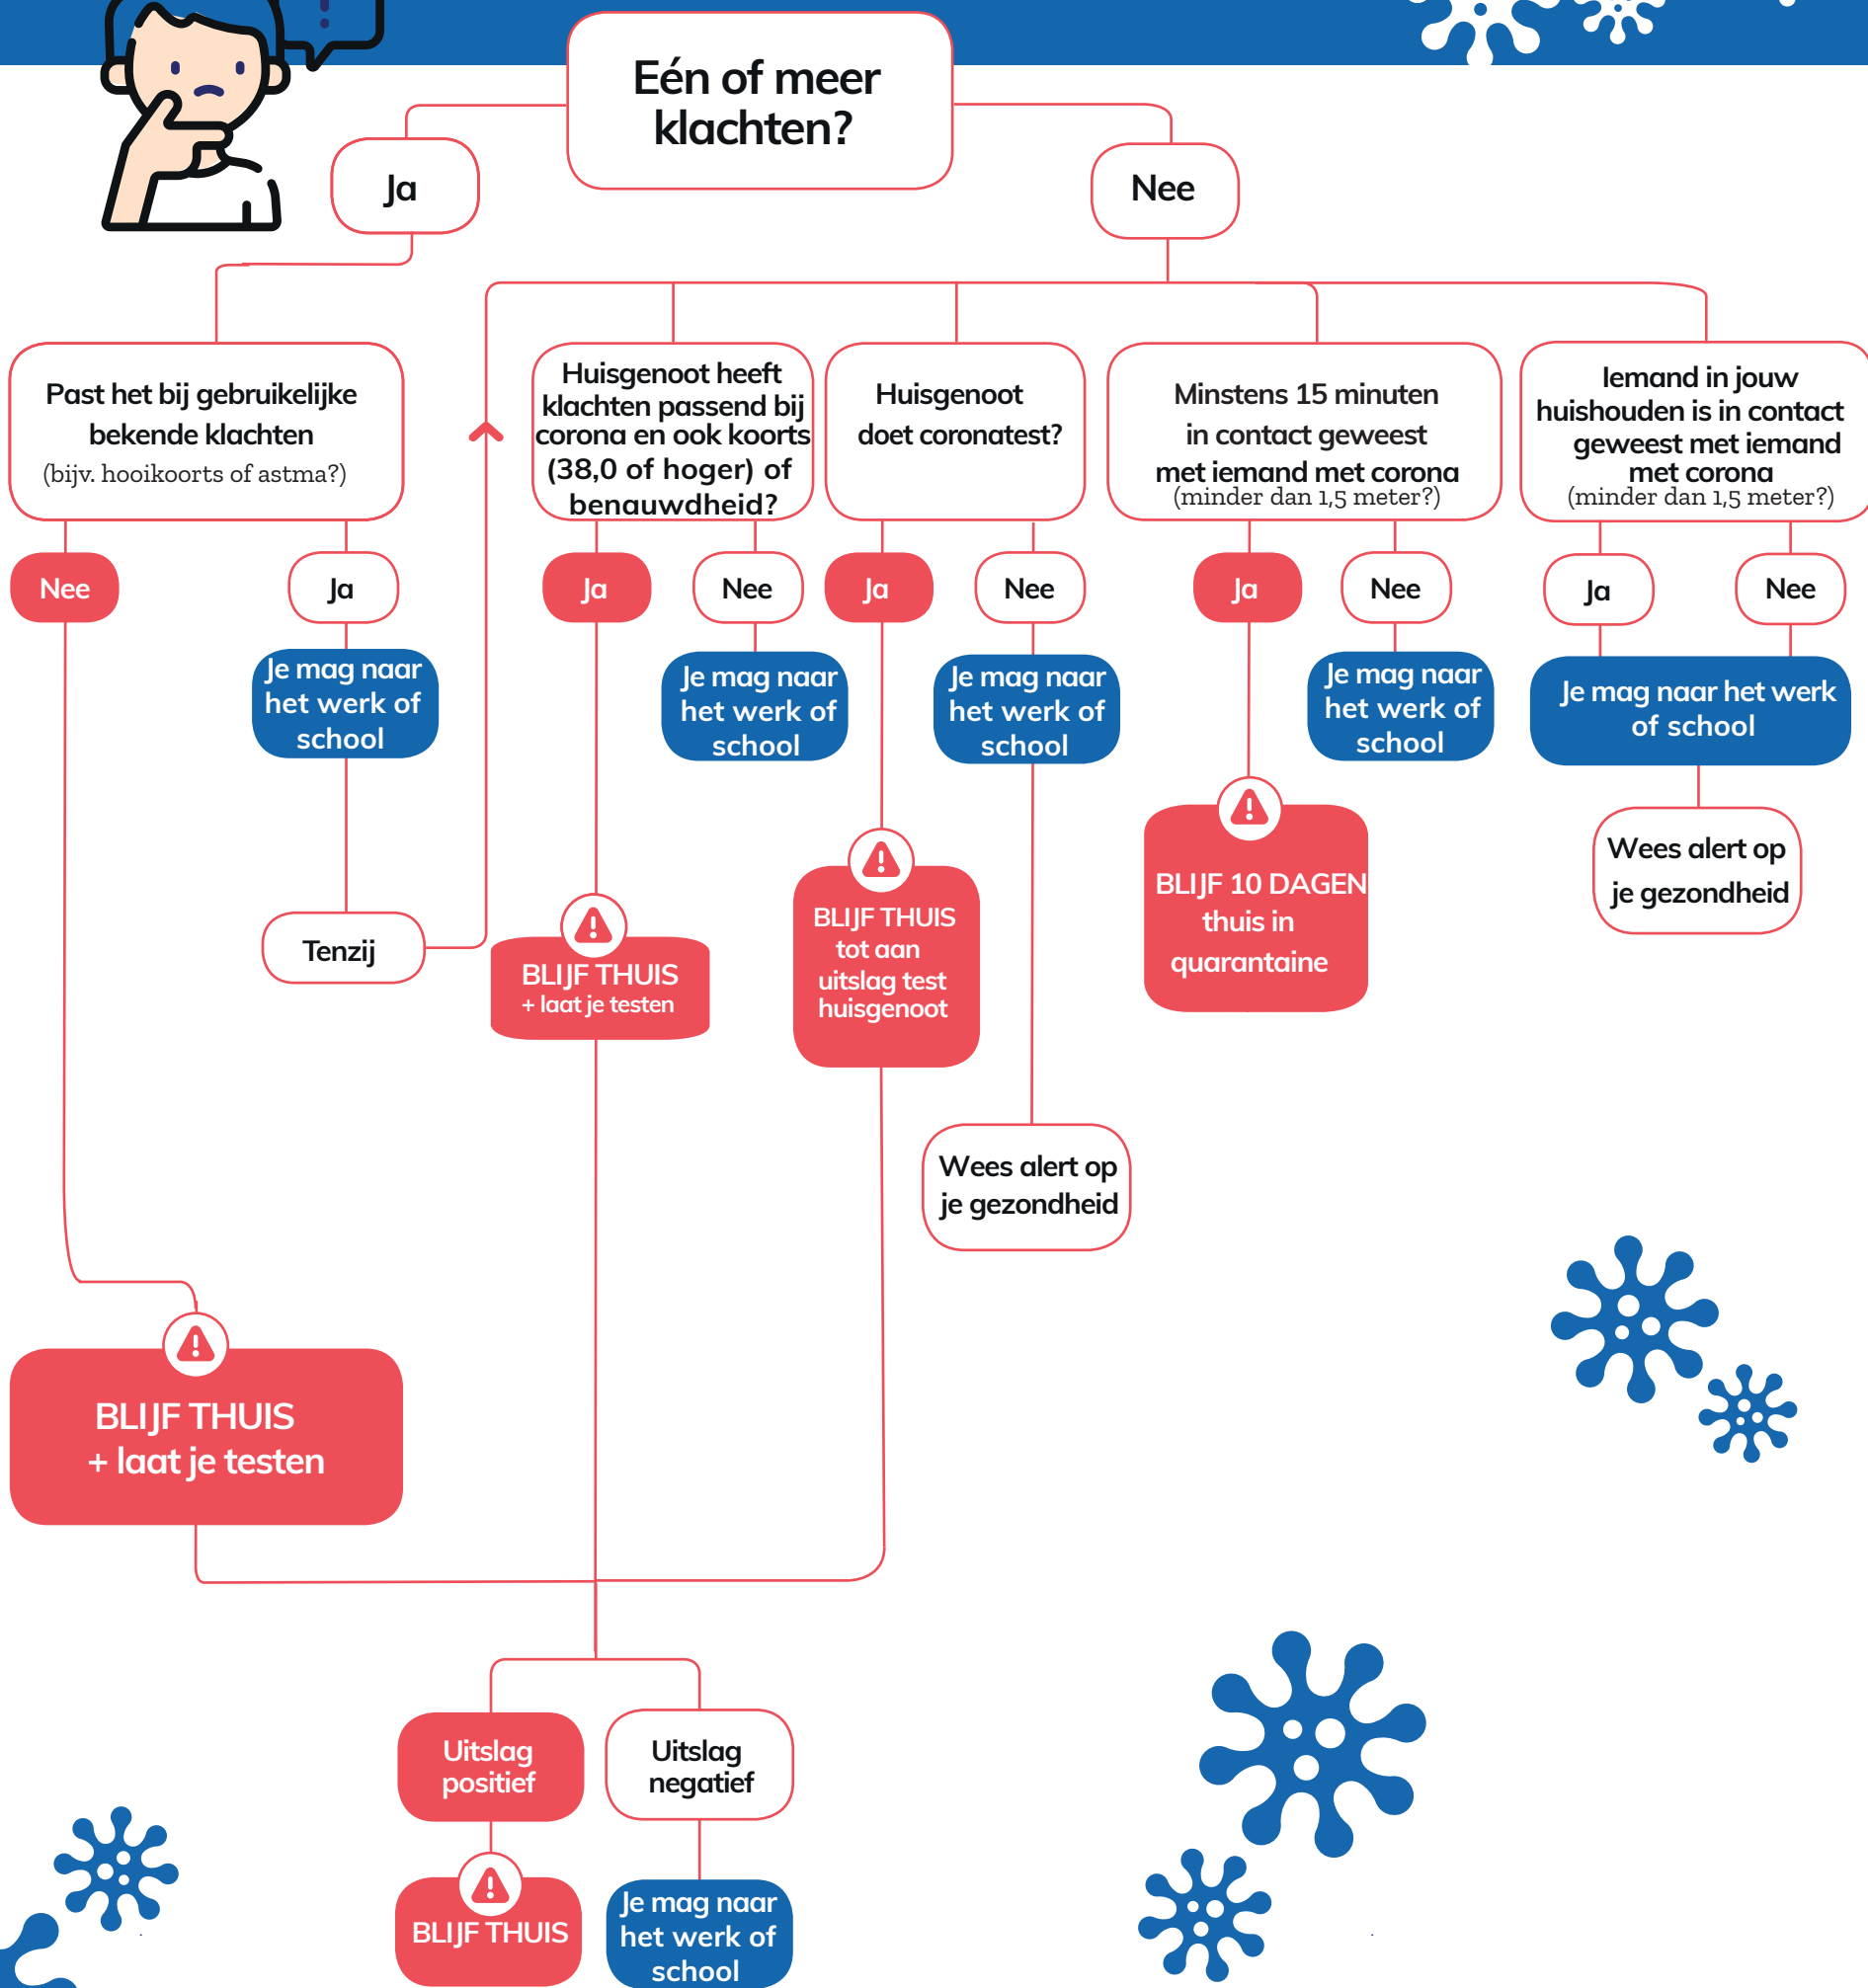 Eén of meer
klachten?
Ja
Nee
Past het bij gebruikelijke
bekende klachten
(bijv. hooikoorts of astma?)
Huisgenoot heeft
klachten passend bij
corona en ook koorts
(38,0 of hoger) of
benauwdheid?
Huisgenoot
doet coronatest?
Minstens 15 minuten
in contact geweest
met iemand met corona
(minder dan 1,5 meter?)
Iemand in jouw
huishouden is in contact
geweest met iemand
met corona
(minder dan 1,5 meter?)
Nee
Ja
Ja
Nee
Ja
Nee
Ja
Nee
Ja
Nee
Je mag naar
het werk of
school
Je mag naar
het werk of
school
Je mag naar
het werk of
school
Je mag naar
het werk of
school
Je mag naar het werk
of school
Tenzij
BLIJF THUIS
+ laat je testen
BLIJF THUIS
tot aan
uitslag test
huisgenoot
BLIJF 10 DAGEN
thuis in
quarantaine
Wees alert op
je gezondheid
Wees alert op
je gezondheid
BLIJF THUIS
+ laat je testen
Uitslag
positief
Uitslag
negatief
BLIJF THUIS
Je mag naar
het werk of
school